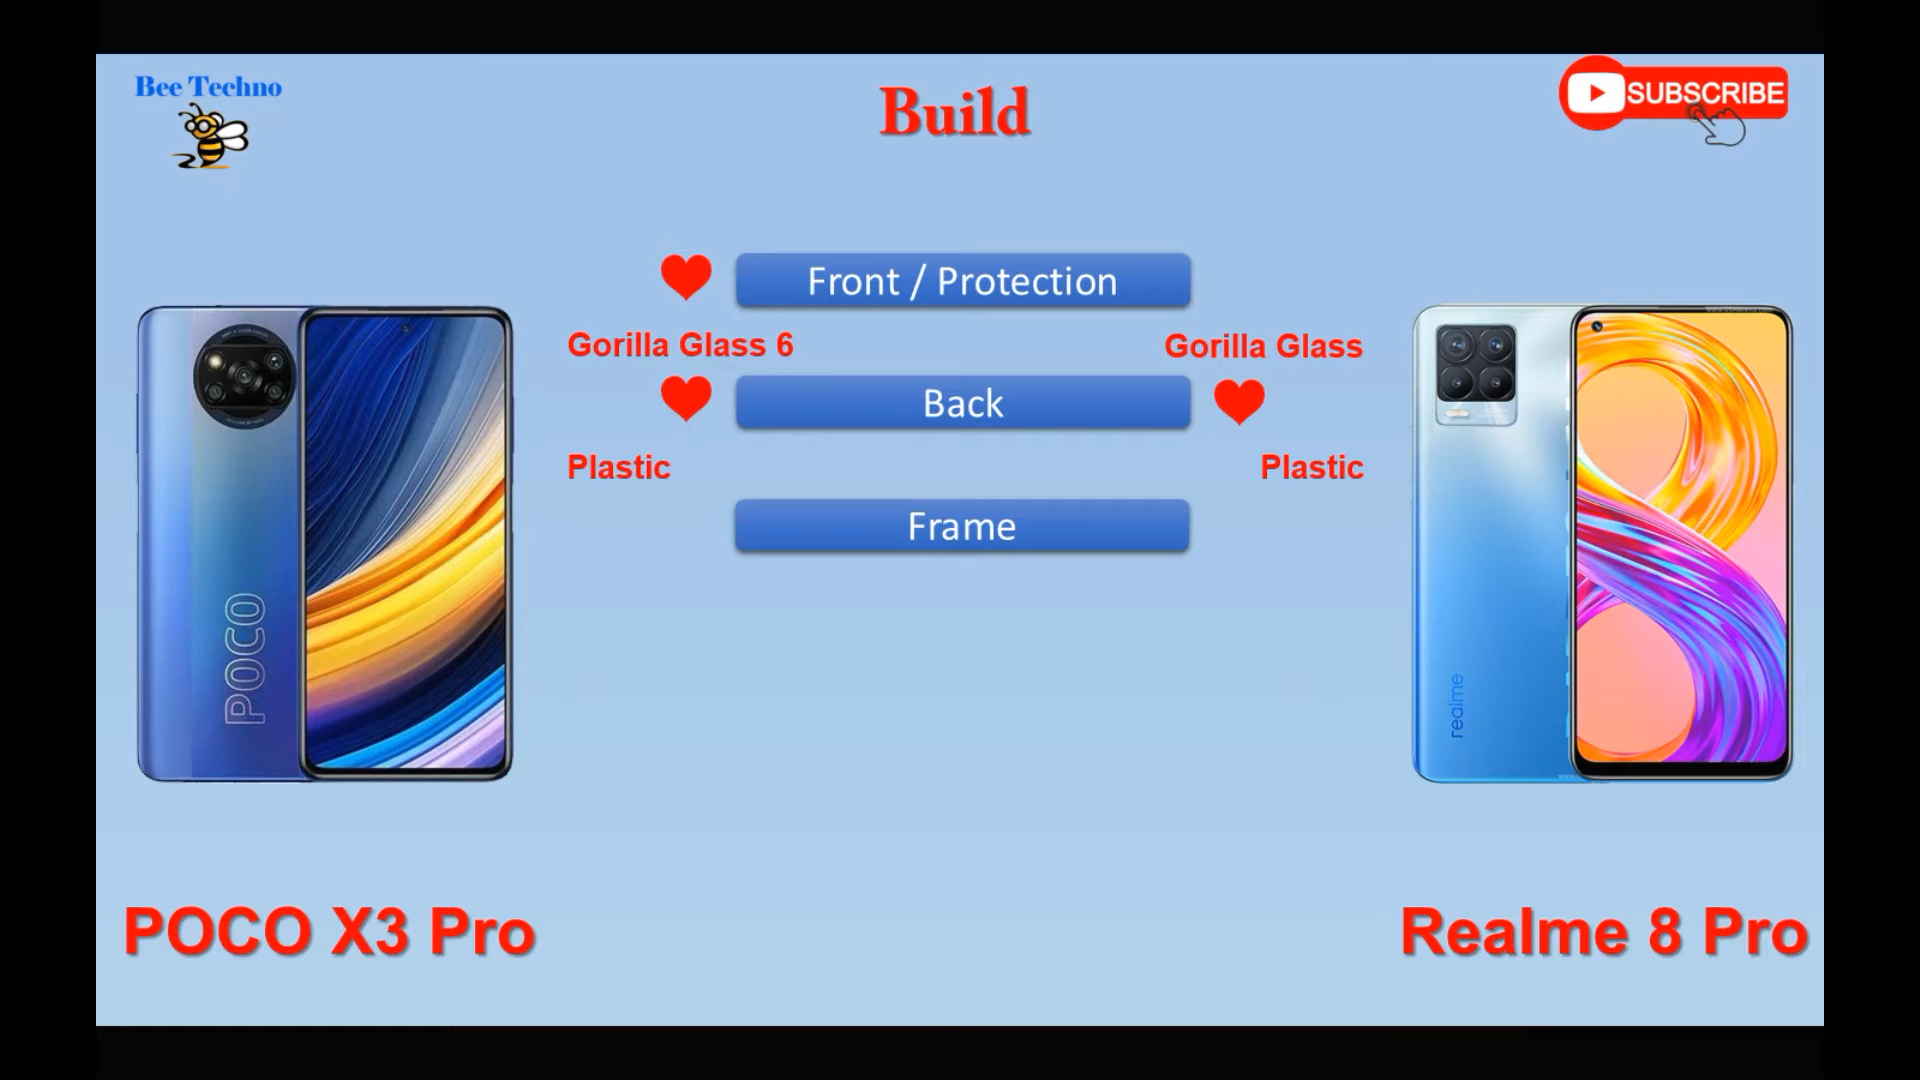 Bee Techno
Build
SUBSCRIBE
Front / Protection
Gorilla Glass 6
Gorilla Glass
Back
Plastic
Plastic
Frame
POCO
realme
POCO X3 Pro
Realme 8 Pro